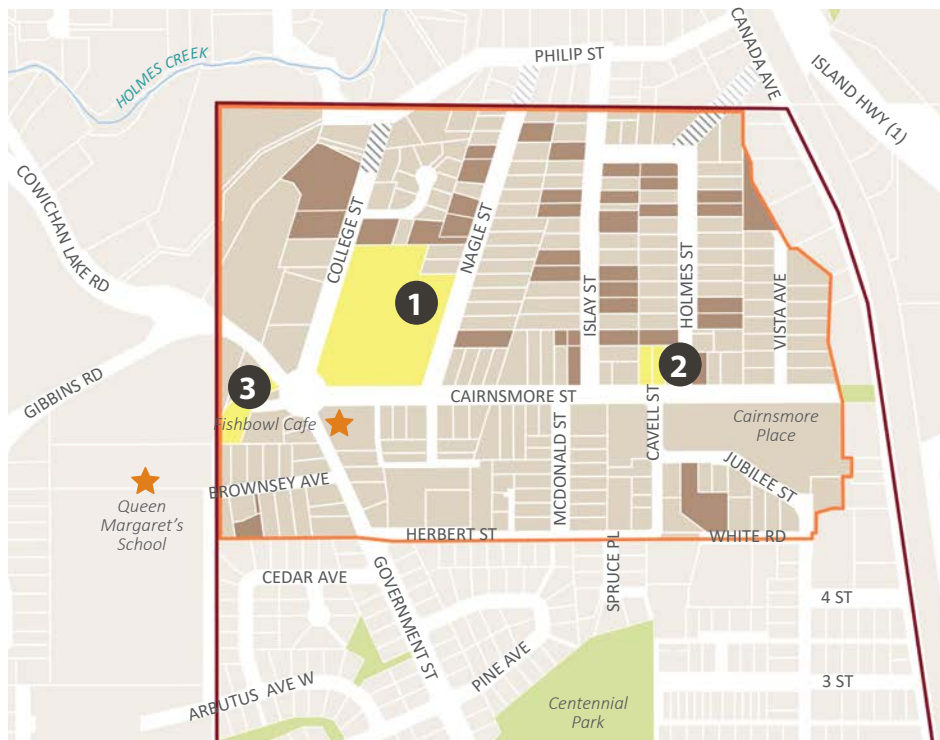 PHILIP ST
CANADA AVE
ISLAND HWY (1)
HOLMES CREEK
COWICHAN LAKE RD
COLLEGE ST
NAGLE ST
ISLAY ST
HOLMES ST
VISTA AVE
1
2
3
GIBBINS RD
CAIRNSMORE ST
Fishbowl Cafe
MCDONALD ST
CAVELL ST
Cairnsmore
Place
JUBILEE ST
BROWNSEY AVE
Queen
Margaret's
School
HERBERT ST
WHITE RD
CEDAR AVE
GOVERNMENT ST
SPRUCE PL
4 ST
PINE AVE
3 ST
ARBUTUS AVE W
Centennial
Park